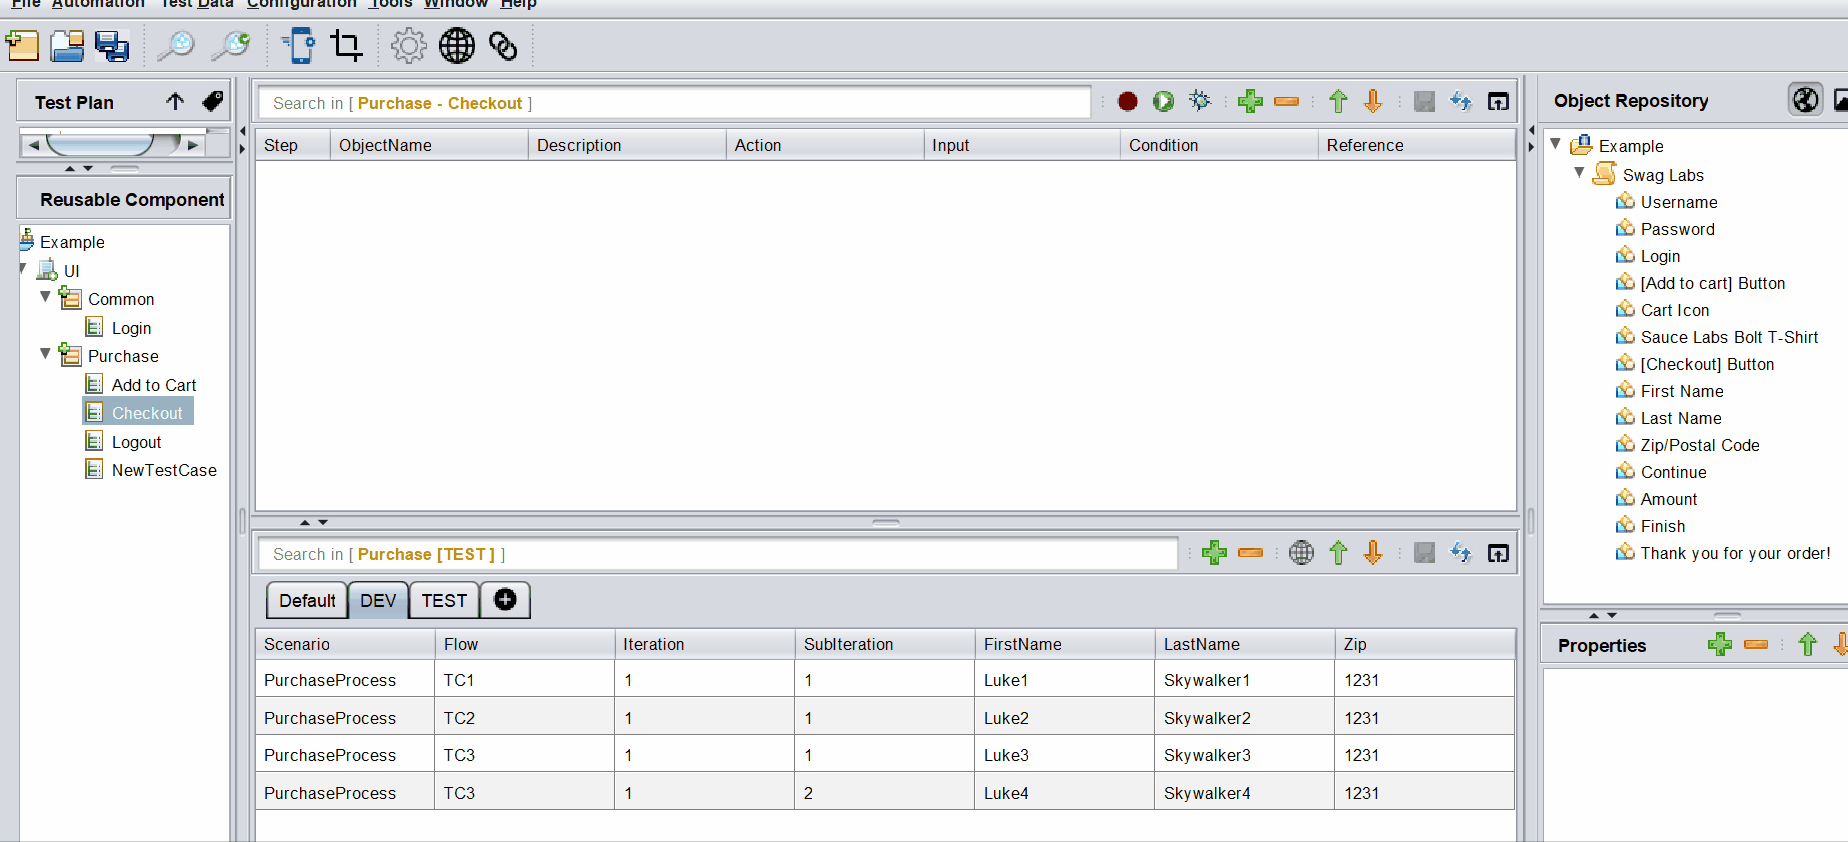 File Automation Test Data Configuration Tools Window Help
Test Plan
Search in [ Purchase - Checkout ]
Step ObjectName Description Action Input Condition Reference
Reusable Component
Example
UI
Common
Login
Purchase
Add to Cart
Checkout
Logout
NewTestCase
Search in [ Purchase [TEST] ]
Default DEV TEST
Scenario Flow Iteration SubIteration FirstName LastName Zip
PurchaseProcess TC1 1 1 Luke1 Skywalker1 1231
PurchaseProcess TC2 1 1 Luke2 Skywalker2 1231
PurchaseProcess TC3 1 1 Luke3 Skywalker3 1231
PurchaseProcess TC3 1 2 Luke4 Skywalker4 1231
Object Repository
Example
Swag Labs
Username
Password
Login
[Add to cart] Button
Cart Icon
Sauce Labs Bolt T-Shirt
[Checkout] Button
First Name
Last Name
Zip/Postal Code
Continue
Amount
Finish
Thank you for your order!
Properties